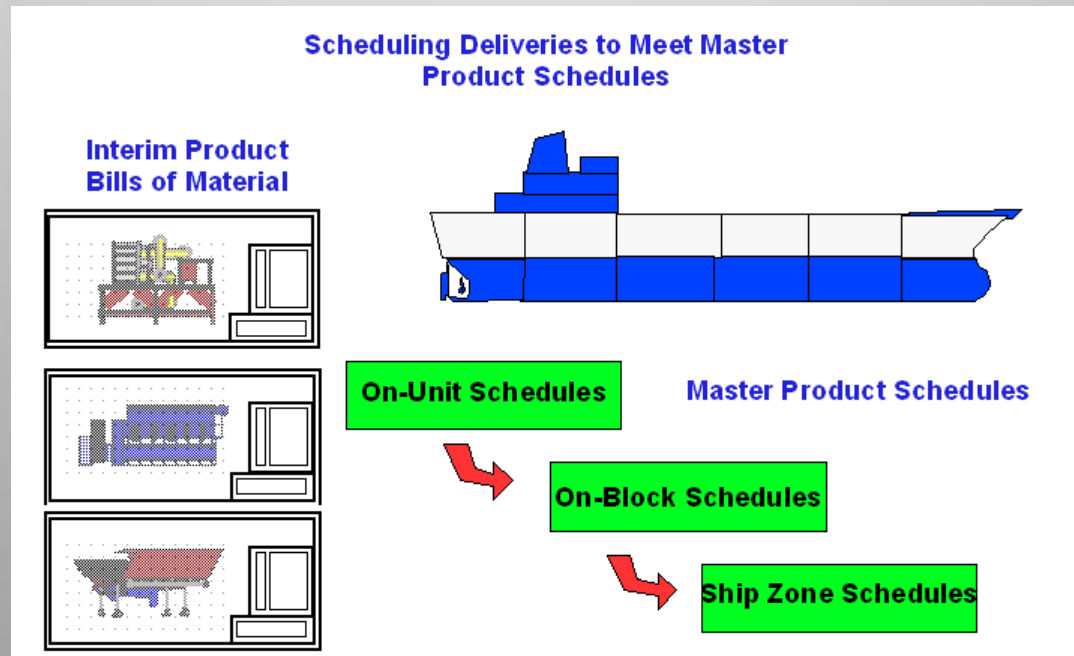 Scheduling Deliveries to Meet Master
Product Schedules
Interim Product
Bills of Material
On-Unit Schedules
Master Product Schedules
On-Block Schedules
Ship Zone Schedules